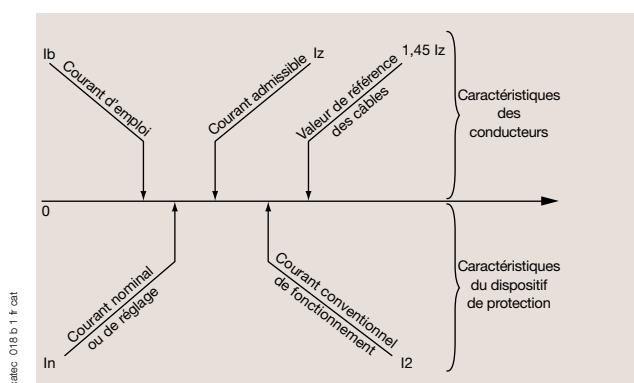 Ib
Courant d'emploi
Courant admissible
Iz
Valeur de référence
des câbles
1,45 Iz
Caractéristiques
des
conducteurs
0
Caractéristiques
du dispositif
de protection
Courant nominal
ou de réglage
In
Courant conventionnel
de fonctionnement
I2
catec 018 b 1 fr cat